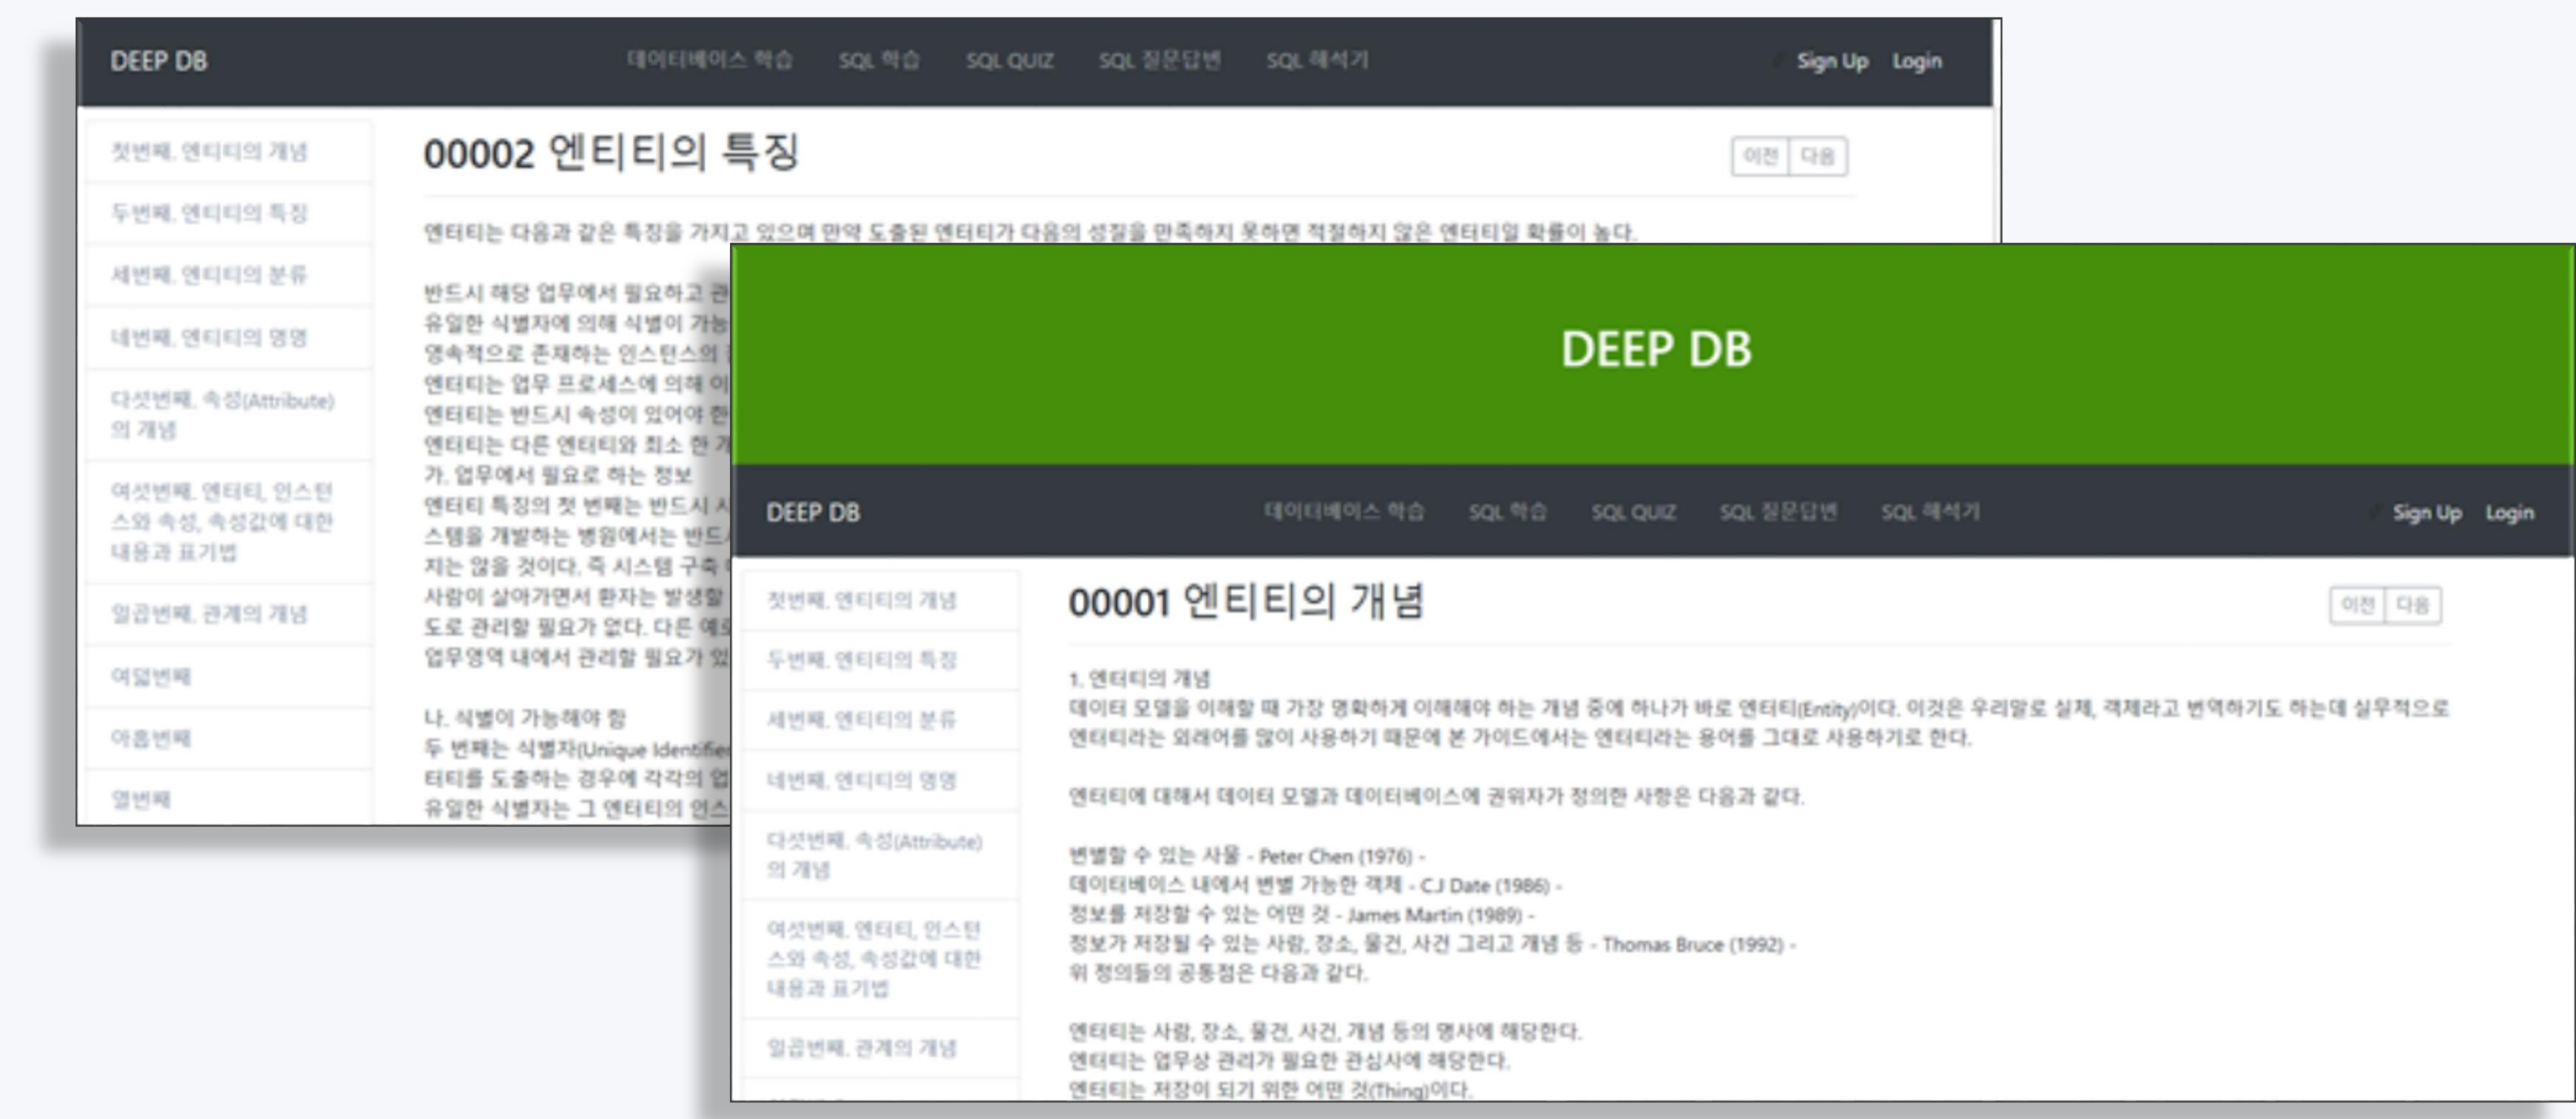 DEEP DB
데이터베이스 학습 SQL 학습 SQL QUIZ SQL 질문답변 SQL 해석기
Sign Up Login
첫번째. 엔티티의 개념
두번째. 엔티티의 특징
세번째. 엔티티의 분류
네번째. 엔티티의 명명
다섯번째. 속성(Attribute)
의 개념
여섯번째. 엔터티, 인스턴
스와 속성, 속성값에 대한
내용과 표기법
일곱번째. 관계의 개념
여덟번째
아홉번째
열번째
00002 엔티티의 특징
이전 다음
엔터티는 다음과 같은 특징을 가지고 있으며 만약 도출된 엔터티가 다음의 성질을 만족하지 못하면 적절하지 않은 엔터티일 확률이 높다.
반드시 해당 업무에서 필요하고 관
유일한 식별자에 의해 식별이 가능
영속적으로 존재하는 인스턴스의
엔터티는 업무 프로세스에 의해 이
엔터티는 반드시 속성이 있어야 한
엔터티는 다른 엔터티와 최소 한 개
가. 업무에서 필요로 하는 정보
엔터티 특징의 첫 번째는 반드시 시
스템을 개발하는 병원에서는 반드시
지는 않을 것이다. 즉 시스템 구축
사람이 살아가면서 환자는 발생할
도로 관리할 필요가 없다. 다른 예로
업무영역 내에서 관리할 필요가 있
나. 식별이 가능해야 함
두 번째는 식별자(Unique Identifier
터티를 도출하는 경우에 각각의 업
유일한 식별자는 그 엔터티의 인스
DEEP DB
DEEP DB
데이터베이스 학습 SQL 학습 SQL QUIZ SQL 질문답변 SQL 해석기
Sign Up Login
첫번째. 엔티티의 개념
두번째. 엔티티의 특징
세번째. 엔티티의 분류
네번째. 엔티티의 명명
다섯번째. 속성(Attribute)
의 개념
여섯번째. 엔터티, 인스턴
스와 속성, 속성값에 대한
내용과 표기법
일곱번째. 관계의 개념
00001 엔티티의 개념
이전 다음
1. 엔터티의 개념
데이터 모델을 이해할 때 가장 명확하게 이해해야 하는 개념 중에 하나가 바로 엔터티(Entity)이다. 이것은 우리말로 실체, 객체라고 번역하기도 하는데 실무적으로
엔터티라는 외래어를 많이 사용하기 때문에 본 가이드에서는 엔터티라는 용어를 그대로 사용하기로 한다.
엔터티에 대해서 데이터 모델과 데이터베이스에 권위자가 정의한 사항은 다음과 같다.
변별할 수 있는 사물 - Peter Chen (1976) -
데이터베이스 내에서 변별 가능한 객체 - C.J Date (1986) -
정보를 저장할 수 있는 어떤 것 - James Martin (1989) -
정보가 저장될 수 있는 사람, 장소, 물건, 사건 그리고 개념 등 - Thomas Bruce (1992) -
위 정의들의 공통점은 다음과 같다.
엔터티는 사람, 장소, 물건, 사건, 개념 등의 명사에 해당한다.
엔터티는 업무상 관리가 필요한 관심사에 해당한다.
엔터티는 저장이 되기 위한 어떤 것(Thing)이다.